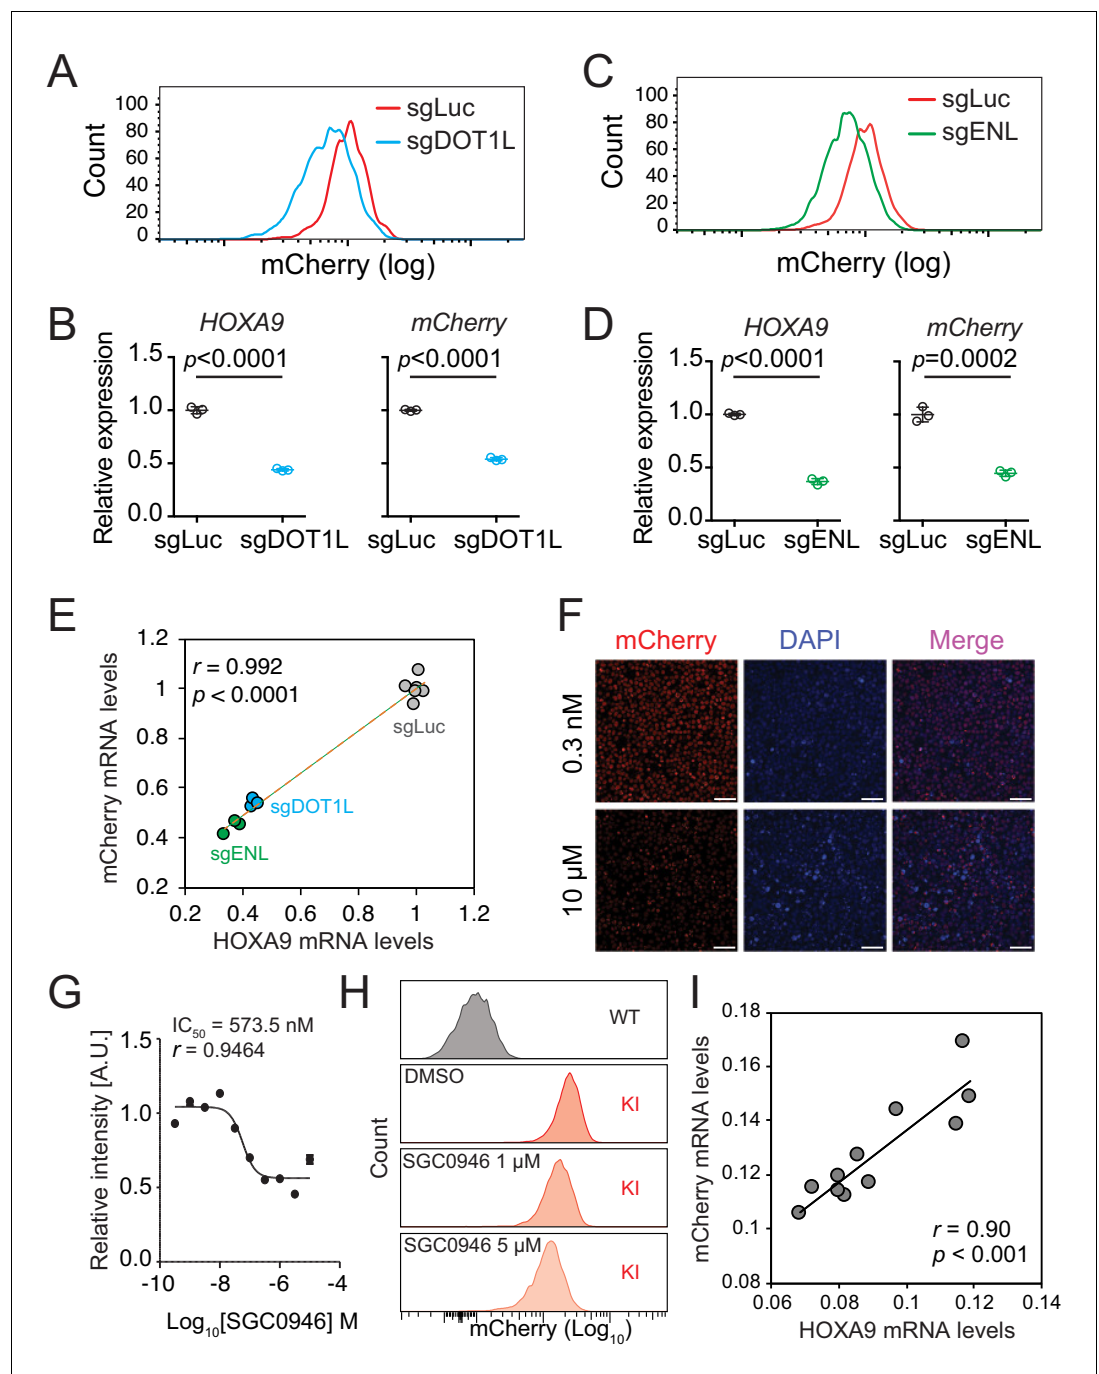 A
100
80
60
40
20
0
Count
sgLuc
sgDOT1L
mCherry (log)
C
100
80
60
40
20
0
Count
sgLuc
sgENL
mCherry (log)
B
HOXA9
mCherry
p<0.0001
p<0.0001
Relative expression
1.5
1.0
0.5
0.0
sgLuc
sgDOT1L
sgLuc
sgDOT1L
D
HOXA9
mCherry
p<0.0001
p=0.0002
Relative expression
1.5
1.0
0.5
0.0
sgLuc
sgENL
sgLuc
sgENL
E
mCherry mRNA levels
1.2
1
0.8
0.6
0.4
0.2
r = 0.992
p < 0.0001
sgLuc
sgDOT1L
sgENL
0.2
0.4
0.6
0.8
1
1.2
HOXA9 mRNA levels
F
mCherry
DAPI
Merge
0.3 nM
10 µM
G
IC50 = 573.5 nM
r = 0.9464
Relative intensity [A.U.]
1.5
1.0
0.5
0.0
-10
-8
-6
-4
Log10[SGC0946] M
H
WT
DMSO
KI
SGC0946 1 µM
KI
SGC0946 5 µM
KI
Count
mCherry (Log10)
I
mCherry mRNA levels
0.18
0.16
0.14
0.12
0.1
0.08
r = 0.90
p < 0.001
0.06
0.08
0.1
0.12
0.14
HOXA9 mRNA levels